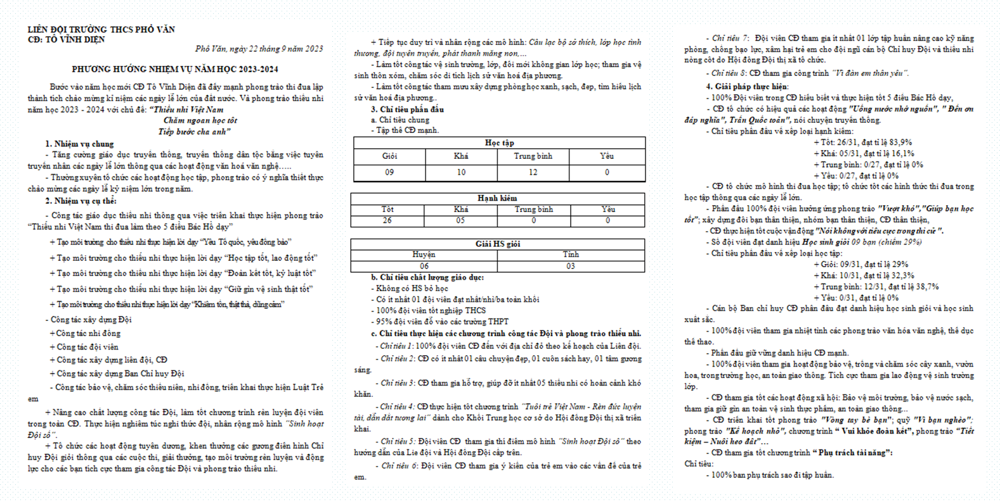 LIÊN ĐỘI TRƯỜNG THCS PHỔ VĂN
CĐ: TÔ VĨNH DIỆN
Phổ Văn, ngày 22 tháng 9 năm 2023
PHƯƠNG HƯỚNG NHIỆM VỤ NĂM HỌC 2023-2024
Bước vào năm học mới CĐ Tô Vĩnh Diện đã đẩy mạnh phong trào thi đua lập
thành tích chào mừng kỉ niệm các ngày lễ lớn của đất nước. Và phong trào thiếu nhi
năm học 2023 - 2024 với chủ đề: “Thiếu nhi Việt Nam
Chăm ngoan học tốt
Tiếp bước cha anh”
1. Nhiệm vụ chung
- Tăng cường giáo dục truyền thống, truyền thống dân tộc bằng việc tuyên
truyền nhân các ngày lễ lớn thông qua các hoạt động văn hoá văn nghệ…..
- Thường xuyên tổ chức các hoạt động học tập, phong trào có ý nghĩa thiết thực
chào mừng các ngày lễ kỷ niệm lớn trong năm.
2. Nhiệm vụ cụ thể:
- Công tác giáo dục thiếu nhi thông qua việc triển khai thực hiện phong trào
“Thiếu nhi Việt Nam thi đua làm theo 5 điều Bác Hồ dạy”
+ Tạo môi trường cho thiếu nhi thực hiện lời dạy “Yêu Tổ quốc, yêu đồng bào”
+ Tạo môi trường cho thiếu nhi thực hiện lời dạy “Học tập tốt, lao động tốt”
+ Tạo môi trường cho thiếu nhi thực hiện lời dạy “Đoàn kết tốt, kỷ luật tốt”
+ Tạo môi trường cho thiếu nhi thực hiện lời dạy “Giữ gìn vệ sinh thật tốt”
+ Tạo môi trường cho thiếu nhi thực hiện lời dạy “Khiêm tốn, thật thà, dũng cảm”
- Công tác xây dựng Đội
+ Công tác nhi đồng
+ Công tác đội viên
+ Công tác xây dựng liên đội, CĐ
+ Công tác xây dựng Ban Chỉ huy Đội
- Công tác bảo vệ, chăm sóc thiếu niên, nhi đồng, triển khai thực hiện Luật Trẻ
em
+ Nâng cao chất lượng công tác Đội, làm tốt chương trình rèn luyện đội viên
trong toàn CĐ. Thực hiện nghiêm túc nghi thức đội, nhân rộng mô hình “Sinh hoạt
Đội số”.
+ Tổ chức các hoạt động tuyên dương, khen thưởng các gương điển hình Chỉ
huy Đội giỏi thông qua các cuộc thi, giải thưởng, tạo môi trường rèn luyện và động
lực cho các bạn tích cực tham gia công tác Đội và phong trào thiếu nhi.
+ Tiếp tục duy trì và nhân rộng các mô hình: Câu lạc bộ sở thích, lớp học tình
thương, đội tuyên truyền, phát thanh măng non,…
- Làm tốt công tác vệ sinh trường, lớp, đổi mới không gian lớp học; tham gia vệ
sinh thôn xóm, chăm sóc di tích lịch sử văn hoá địa phương.
- Làm tốt công tác tham mưu xây dựng phòng học xanh, sạch, đẹp, tìm hiểu lịch
sử văn hoá địa phương..
3. Chỉ tiêu phấn đấu
a. Chỉ tiêu chung
- Tập thể CĐ mạnh.
Học tập
Giỏi Khá Trung bình Yếu
09 10 12 0
Hạnh kiểm
Tốt Khá Trung bình Yếu
26 05 0 0
Giải HS giỏi
Huyện Tỉnh
06 03
b. Chỉ tiêu chất lượng giáo dục:
- Không có HS bỏ học
- Có ít nhất 01 đội viên đạt nhất/nhì/ba toàn khối
- 100% đội viên tốt nghiệp THCS
- 95% đội viên đỗ vào các trường THPT
c. Chỉ tiêu thực hiện các chương trình công tác Đội và phong trào thiếu nhi.
- Chỉ tiêu 1: 100% đội viên CĐ đến với địa chỉ đỏ theo kế hoạch của Liên đội.
- Chỉ tiêu 2: CĐ có ít nhất 01 câu chuyện đẹp, 01 cuốn sách hay, 01 tấm gương
sáng.
- Chỉ tiêu 3: CĐ tham gia hỗ trợ, giúp đỡ ít nhất 05 thiếu nhi có hoàn cảnh khó
khăn.
- Chỉ tiêu 4: CĐ thực hiện tốt chương trình “Tuổi trẻ Việt Nam - Rèn đức luyện
tài, dẫn dắt tương lai” dành cho Khối Trung học cơ sở do Hội đồng Đội thị xã triển
khai.
- Chỉ tiêu 5: Đội viên CĐ tham gia thí điểm mô hình “Sinh hoạt Đội số” theo
hướng dẫn của Liê đội và Hội đồng Đội cấp trên.
- Chỉ tiêu 6: Đội viên CĐ tham gia ý kiến của trẻ em vào các vấn đề của trẻ
em.
- Chỉ tiêu 7: Đội viên CĐ tham gia ít nhất 01 lớp tập huấn nâng cao kỹ năng
phòng, chống bạo lực, xâm hại trẻ em cho đội ngũ cán bộ Chỉ huy Đội và thiếu nhi
nòng cốt do Hội đồng Đội thị xã tổ chức.
- Chỉ tiêu 8: CĐ tham gia công trình “Vì đàn em thân yêu”.
4. Giải pháp thực hiện:
- 100% Đội viên trong CĐ hiểu biết và thực hiện tốt 5 điều Bác Hồ dạy,
- CĐ tổ chức có hiệu quả các hoạt động "Uống nước nhớ nguồn", " Đền ơn
đáp nghĩa", Trần Quốc toản", nói chuyện truyền thống.
- Chỉ tiêu phấn đấu về xếp loại hạnh kiểm:
+ Tốt: 26/31, đạt tỉ lệ 83,9%
+ Khá: 05/31, đạt tỉ lệ 16,1%
+ Trung bình: 0/27, đạt tỉ lệ 0%
+ Yếu: 0/27, đạt tỉ lệ 0%
- CĐ tổ chức mô hình thi đua học tập; tổ chức tốt các hình thức thi đua trong
học tập thông qua các ngày lễ lớn.
- Phấn đấu 100% đội viên hưởng ứng phong trào "Vượt khó","Giúp bạn học
tốt”; xây dựng đôi bạn thân thiện, nhóm bạn thân thiện, CĐ thân thiện,
- CĐ thực hiện tốt cuộc vận động "Nói không với tiêu cực trong thi cử ".
- Số đội viên đạt danh hiệu Học sinh giỏi 09 bạn (chiếm 29%)
- Chỉ tiêu phấn đấu về xếp loại học tập:
+ Giỏi: 09/31, đạt tỉ lệ 29%
+ Khá: 10/31, đạt tỉ lệ 32,3%
+ Trung bình: 12/31, đạt tỉ lệ 38,7%
+ Yếu: 0/31, đạt tỉ lệ 0%
- Cán bộ Ban chỉ huy CĐ phấn đấu đạt danh hiệu học sinh giỏi và học sinh
xuất sắc.
- 100% đội viên tham gia nhiệt tình các phong trào văn hóa văn nghệ, thể dục
thể thao.
- Phấn đấu giữ vững danh hiệu CĐ mạnh.
- 100% đội viên tham gia hoạt động bảo vệ, trồng và chăm sóc cây xanh, vườn
hoa, trong trường học, an toàn giao thông. Tích cực tham gia lao động vệ sinh trường
lớp.
- CĐ tham gia tốt các hoạt động xã hội: Bảo vệ môi trường, bảo vệ nước sạch,
tham gia giữ gìn an toàn vệ sinh thực phẩm, an toàn giao thông...
- CĐ triển khai tốt phong trào "Vòng tay bè bạn"; quỹ "Vì bạn nghèo";
phong trào "Kế hoạch nhỏ", chương trình “ Vui khỏe đoàn kết”, phong trào “Tiết
kiệm – Nuôi heo đất”…
- CĐ tham gia tốt chương trình “ Phụ trách tài năng”:
Chỉ tiêu:
- 100% ban phụ trách sao đi tập huấn.